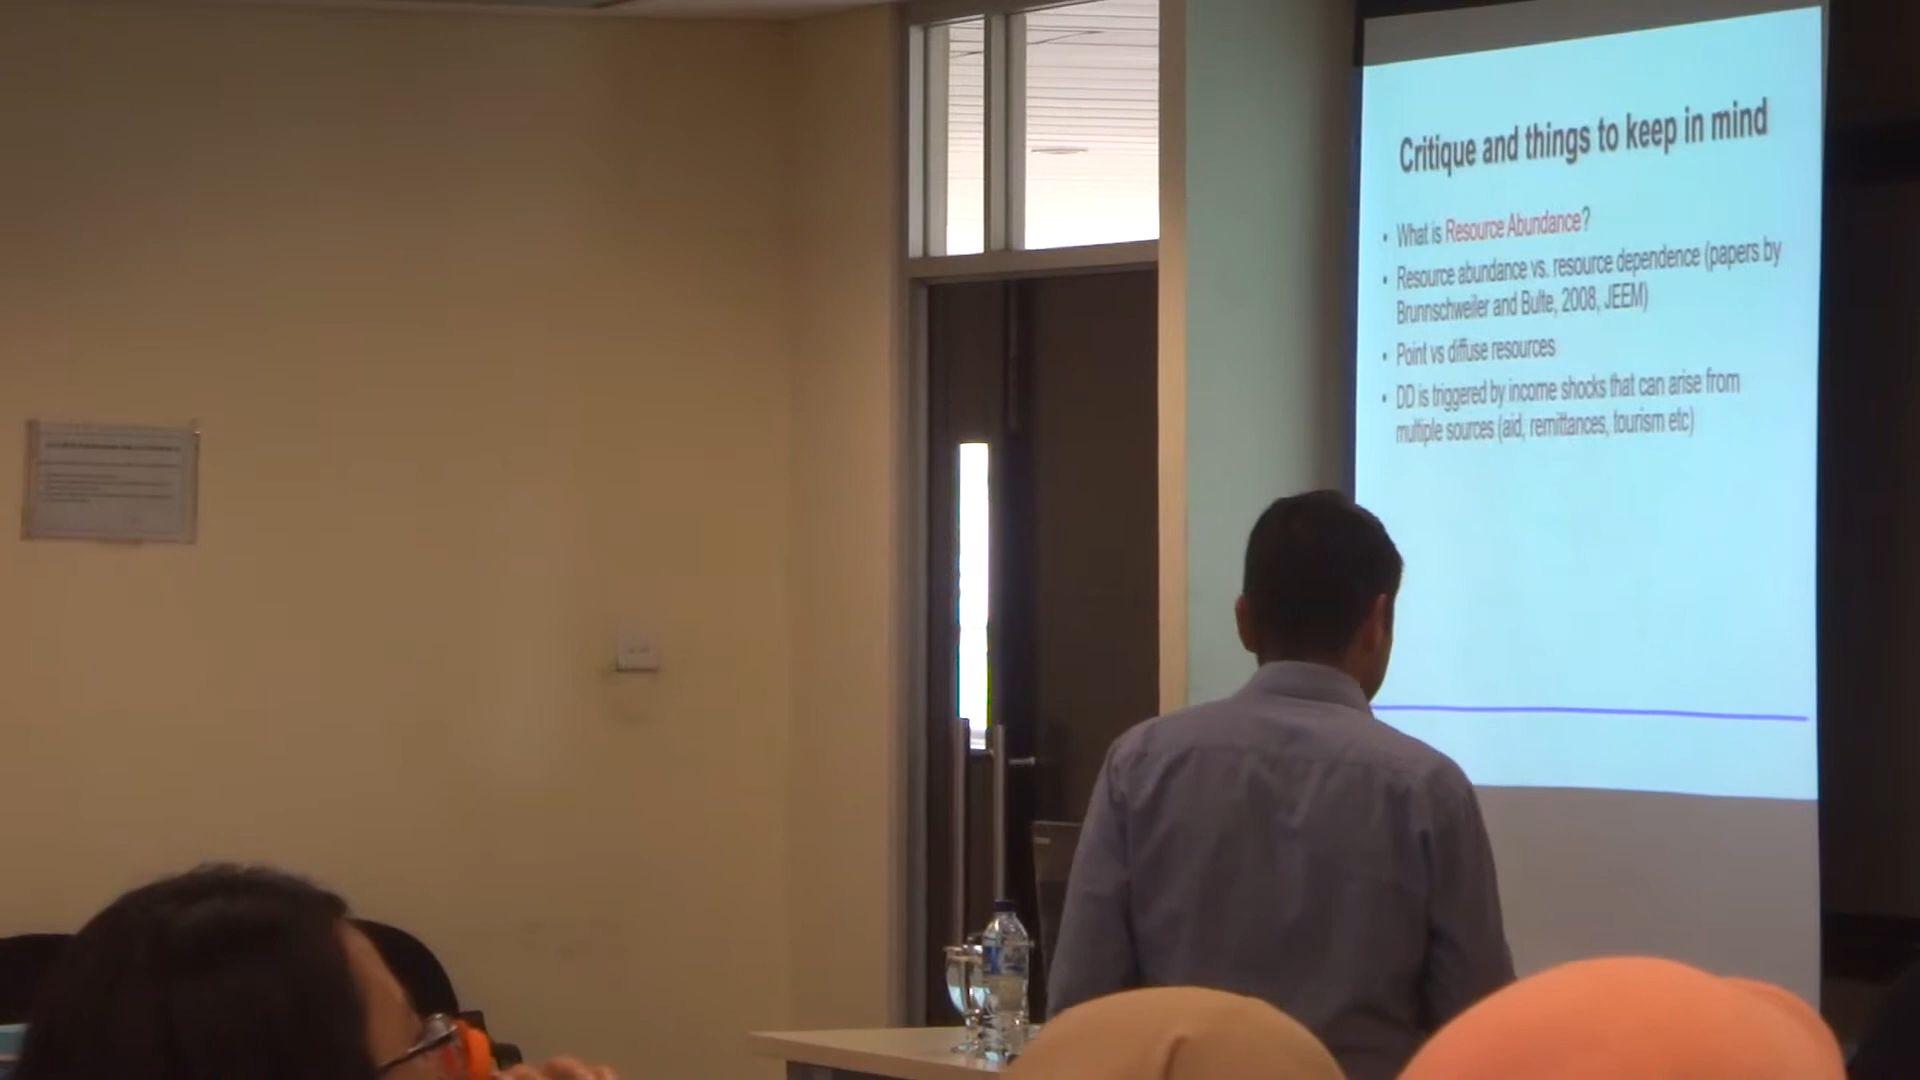 Critique and things to keep in mind
• What is Resource Abundance?
• Resource abundance vs. resource dependence (papers by
Brunnschweiler and Bulte, 2008, JEEM)
• Point vs diffuse resources
• DD is triggered by income shocks that can arise from
multiple sources (aid, remittances, tourism etc)